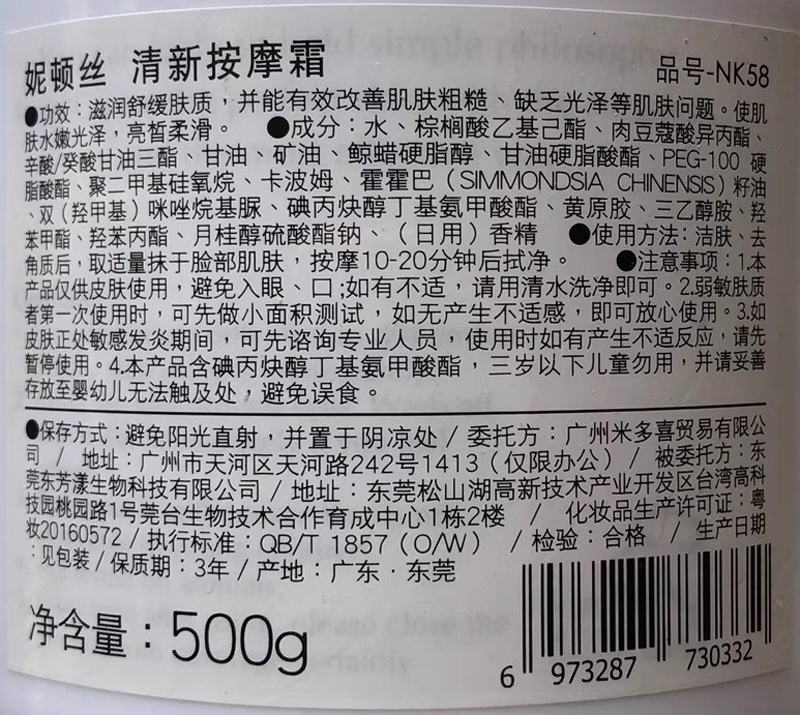 妮顿丝 清新按摩霜 品号-NK58
●功效：滋润舒缓肤质，并能有效改善肌肤粗糙、缺乏光泽等肌肤问题。使肌
肤水嫩光泽，亮皙柔滑。 ●成分：水、棕榈酸乙基己酯、肉豆蔻酸异丙酯、
辛酸/癸酸甘油三酯、甘油、矿油、鲸蜡硬脂醇、甘油硬脂酸酯、PEG-100 硬
脂酸酯、聚二甲基硅氧烷、卡波姆、霍霍巴（SIMMONDSIA CHINENSIS）籽油
、双（羟甲基）咪唑烷基脲、碘丙炔醇丁基氨甲酸酯、黄原胶、三乙醇胺、羟
苯甲酯、羟苯丙酯、月桂醇硫酸酯钠、（日用）香精 ●使用方法：洁肤、去
角质后，取适量抹于脸部肌肤，按摩10-20分钟后拭净。 ●注意事项：1.本
产品仅供皮肤使用，避免入眼、口;如有不适，请用清水洗净即可。2.弱敏肤质
者第一次使用时，可先做小面积测试，如无产生不适感，即可放心使用。3.如
皮肤正处敏感发炎期间，可先谘询专业人员，使用时如有产生不适反应，请先
暂停使用。4.本产品含碘丙炔醇丁基氨甲酸酯，三岁以下儿童勿用，并请妥善
存放至婴幼儿无法触及处，避免误食。
●保存方式：避免阳光直射，并置于阴凉处 / 委托方：广州米多喜贸易有限公
司 / 地址：广州市天河区天河路242号1413（仅限办公）/ 被委托方：东
莞东芳漾生物科技有限公司 / 地址：东莞松山湖高新技术产业开发区台湾高科
技园桃园路1号莞台生物技术合作育成中心1栋2楼 / 化妆品生产许可证：粤
妆20160572 / 执行标准：QB/T 1857（O/W） / 检验：合格 / 生产日期
：见包装 / 保质期：3年 / 产地：广东·东莞
净含量：500g
6 973287 730332